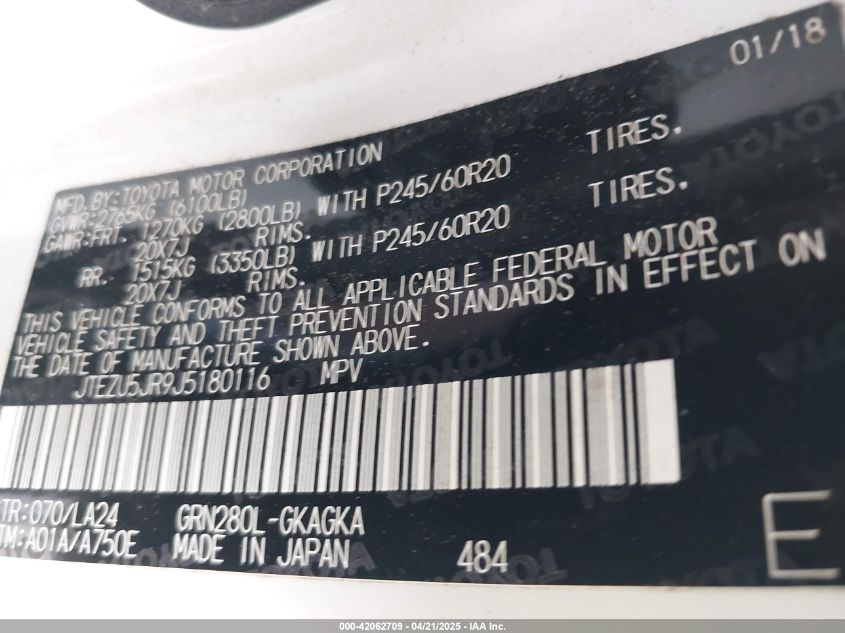 01/18
MFD. BY: TOYOTA MOTOR CORPORATION
GVWR: 2765KG (6100LB)
GAWR: FRT. 1270KG (2800LB) WITH P245/60R20 TIRES.
20X7J RIMS.
RR. 1515KG (3350LB) WITH P245/60R20 TIRES.
20X7J RIMS.
THIS VEHICLE CONFORMS TO ALL APPLICABLE FEDERAL MOTOR
VEHICLE SAFETY AND THEFT PREVENTION STANDARDS IN EFFECT ON
THE DATE OF MANUFACTURE SHOWN ABOVE.
JTEZU5JR9J5180116 MPV
TR: 070/LA24 GRN280L-GKAGKA
TM: A01A/A750E MADE IN JAPAN 484 E
000-42062709 - 04/21/2025 - IAA Inc.